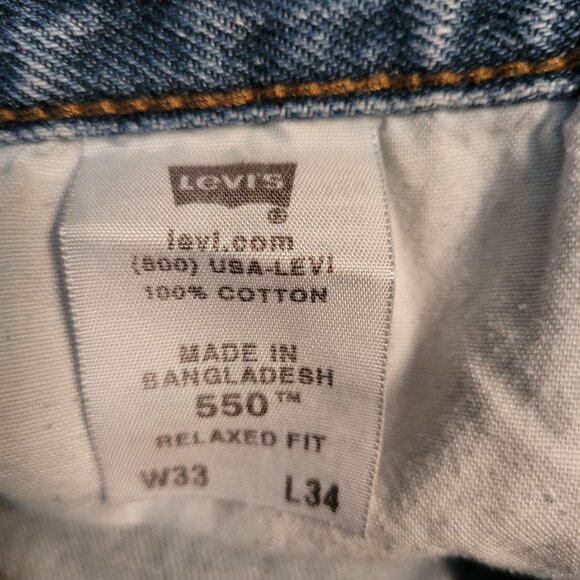 LEVI'S
®
levi.com
(800) USA-LEVI
100% COTTON
MADE IN
BANGLADESH
550™
RELAXED FIT
W33 L34